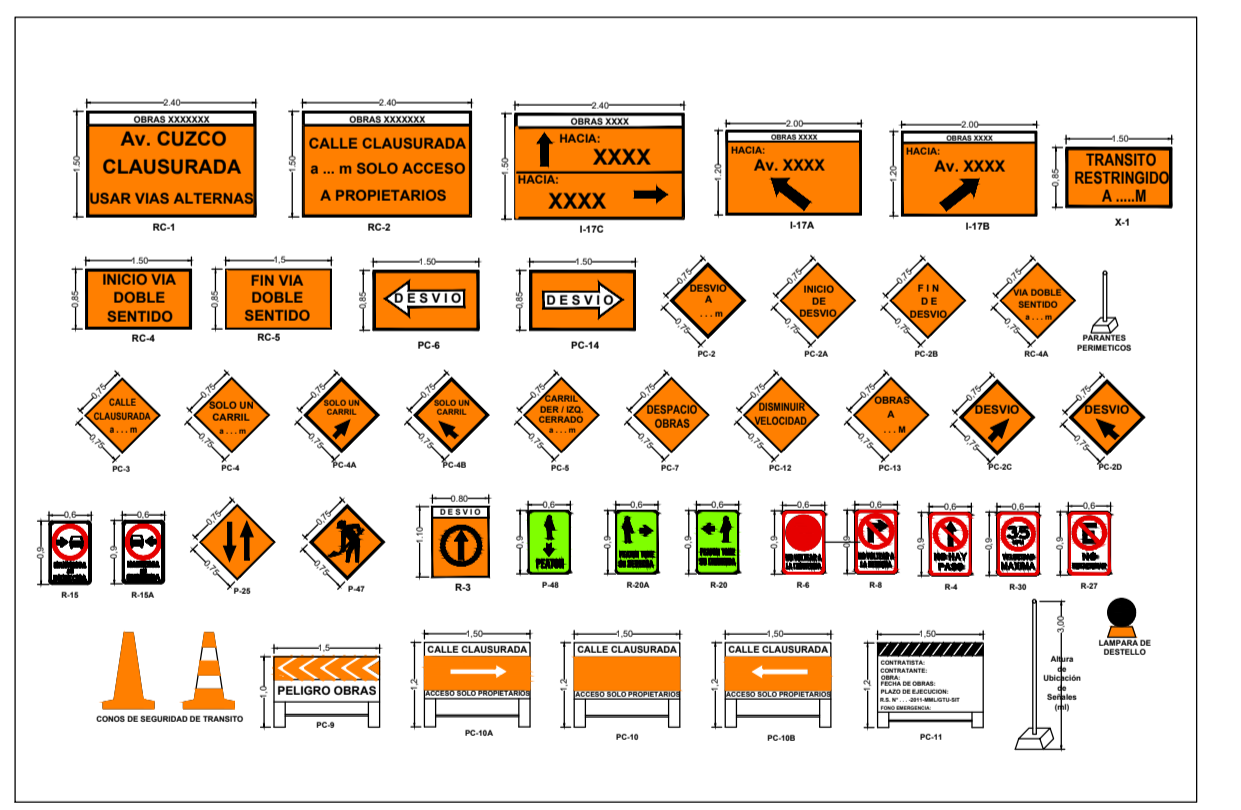 2.40
OBRAS XXXXXXX
Av. CUZCO
CLAUSURADA
USAR VIAS ALTERNAS
1.50
RC-1
2.40
OBRAS XXXXXXX
CALLE CLAUSURADA
a ... m SOLO ACCESO
A PROPIETARIOS
1.50
RC-2
2.40
OBRAS XXXX
HACIA:
XXXX
HACIA:
XXXX
1.50
I-17C
2.00
OBRAS XXXX
HACIA:
Av. XXXX
1.20
I-17A
2.00
OBRAS XXXX
HACIA:
Av. XXXX
1.20
I-17B
1.50
TRANSITO
RESTRINGIDO
A .....M
0,85
X-1
1.50
INICIO VIA
DOBLE
SENTIDO
0,85
RC-4
1,5
FIN VIA
DOBLE
SENTIDO
0,85
RC-5
1.50
DESVIO
0,85
PC-6
1.50
DESVIO
0,85
PC-14
0,75
DESVIO
A
. . . m
0,75
PC-2
0,75
INICIO
DE
DESVIO
0,75
PC-2A
0,75
FIN
DE
DESVIO
0,75
PC-2B
0,75
VIA DOBLE
SENTIDO
a . . . m
0,75
RC-4A
PARANTES
PERIMETICOS
0,75
CALLE
CLAUSURADA
a . . . m
0,75
PC-3
0,75
SOLO UN
CARRIL
a . . . m
0,75
PC-4
0,75
SOLO UN
CARRIL
0,75
PC-4A
0,75
SOLO UN
CARRIL
0,75
PC-4B
0,75
CARRIL
DER / IZQ.
CERRADO
a . . . m
0,75
PC-5
0,75
DESPACIO
OBRAS
0,75
PC-7
0,75
DISMINUIR
VELOCIDAD
0,75
PC-12
0,75
OBRAS
A
. . . M
0,75
PC-13
0,75
DESVIO
0,75
PC-2C
0,75
DESVIO
0,75
PC-2D
0,6
0,9
R-15
0,6
0,9
R-15A
0,75
0,75
P-25
0,75
0,75
P-47
0.80
DESVIO
1,10
R-3
0,6
0,9
PEATON
P-48
0,6
0,9
R-20A
0,6
0,9
R-20
0,6
0,9
R-6
0,6
0,9
R-8
0,6
0,9
NO HAY
PASO
R-4
0,6
0,9
35
MAXIMA
R-30
0,6
0,9
E
NO
R-27
CONOS DE SEGURIDAD DE TRANSITO
1,5
PELIGRO OBRAS
1,0
PC-9
1,50
CALLE CLAUSURADA
ACCESO SOLO PROPIETARIOS
1,2
PC-10A
1,50
CALLE CLAUSURADA
ACCESO SOLO PROPIETARIOS
1,2
PC-10
1,50
CALLE CLAUSURADA
ACCESO SOLO PROPIETARIOS
1,2
PC-10B
1,50
CONTRATISTA:
CONTRATANTE:
OBRA:
FECHA DE OBRAS:
PLAZO DE EJECUCION:
R.S. N° . . . -2011-MML/GTU-SIT
FONO EMERGENCIA:
1,2
PC-11
3,00
Altura
de
Ubicación
de
Señales
(ml)
LAMPARA DE
DESTELLO